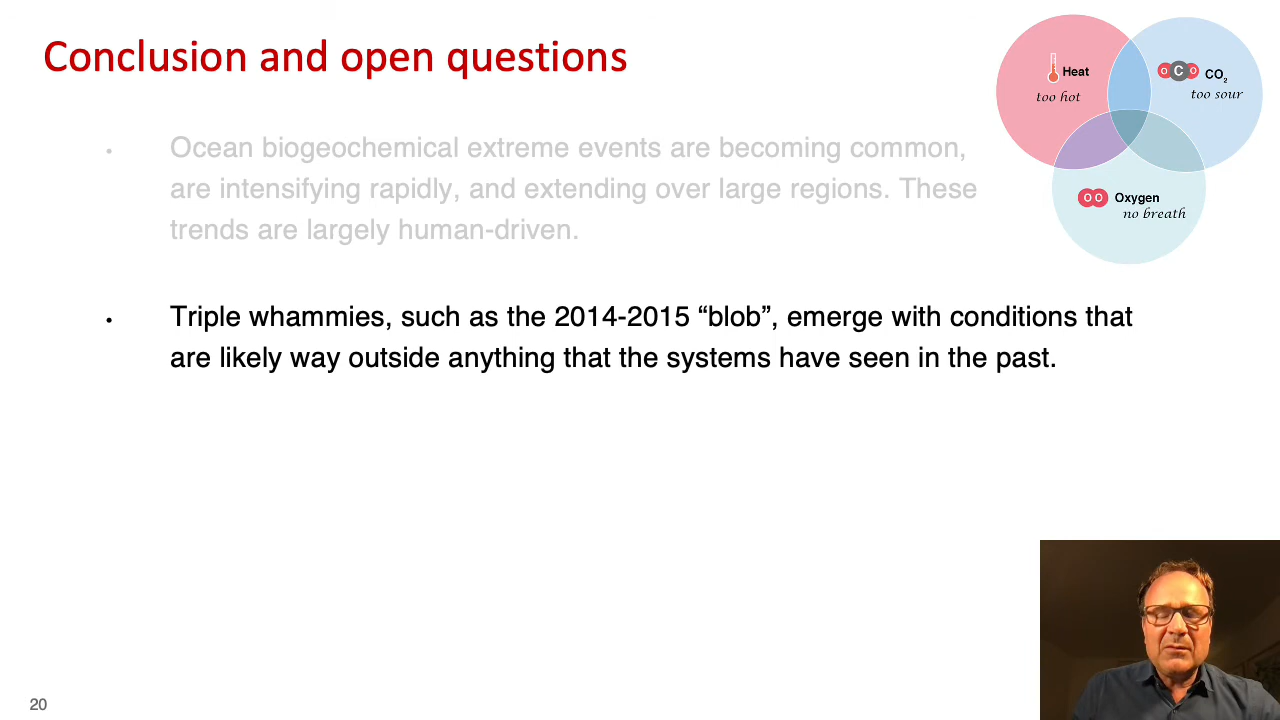 Conclusion and open questions
Heat
too hot
O C O CO₂
too sour
O O Oxygen
no breath
• Ocean biogeochemical extreme events are becoming common,
are intensifying rapidly, and extending over large regions. These
trends are largely human-driven.
• Triple whammies, such as the 2014-2015 “blob”, emerge with conditions that
are likely way outside anything that the systems have seen in the past.
20